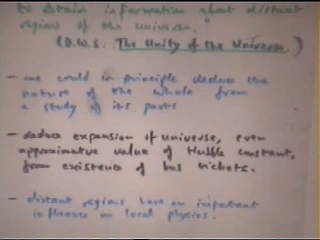 to obtain information about distant
regions of the universe."
(D.W.S. The Unity of the Universe)
- one could in principle deduce the
nature of the whole from
a study of its parts
- deduce expansion of universe, even
approximative value of Hubble constant,
from existence of bus tickets.
- distant regions have an important
influence on local physics.